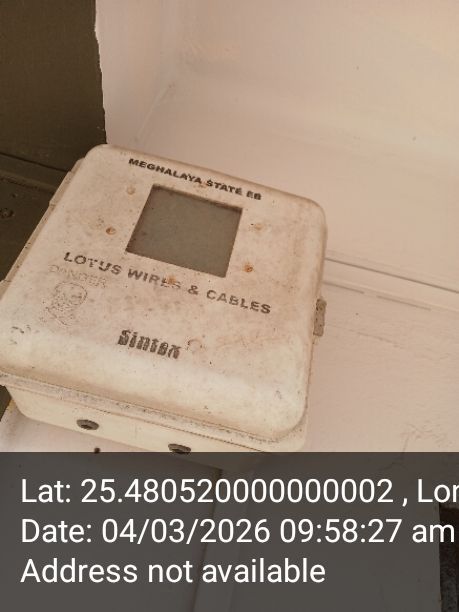 MEGHALAYA STATE EB
LOTUS WIRES & CABLES
DANGER
Sintex
Lat: 25.480520000000002 , Lon
Date: 04/03/2026 09:58:27 am
Address not available